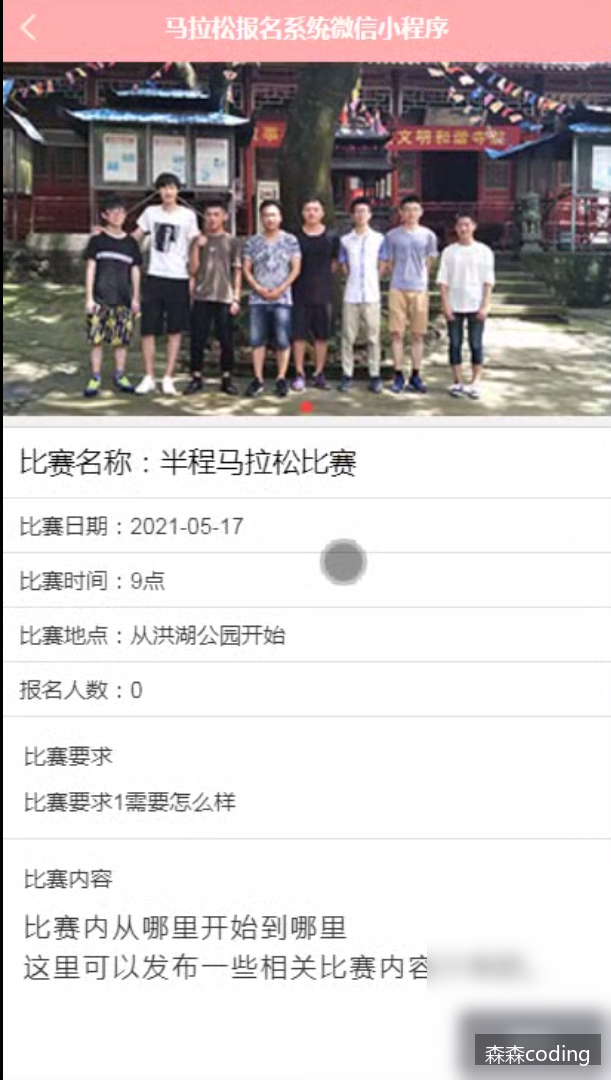 马拉松报名系统微信小程序
文明和谐寺院
比赛名称：半程马拉松比赛
比赛日期：2021-05-17
比赛时间：9点
比赛地点：从洪湖公园开始
报名人数：0
比赛要求
比赛要求1需要怎么样
比赛内容
比赛内从哪里开始到哪里
这里可以发布一些相关比赛内容
森森coding